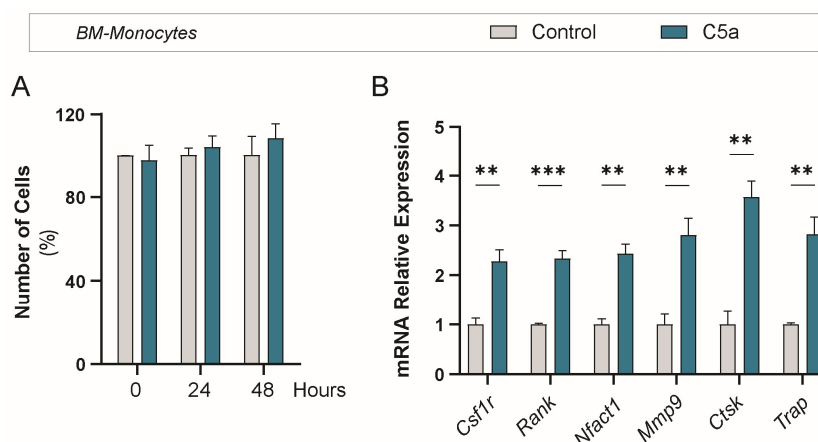 BM-Monocytes Control C5a
A
B
Number of Cells
(%)
120
80
40
0
0 24 48 Hours
mRNA Relative Expression
5
4
3
2
1
0
** *** ** ** ** **
Csf1r Rank Nfact1 Mmp9 Ctsk Trap